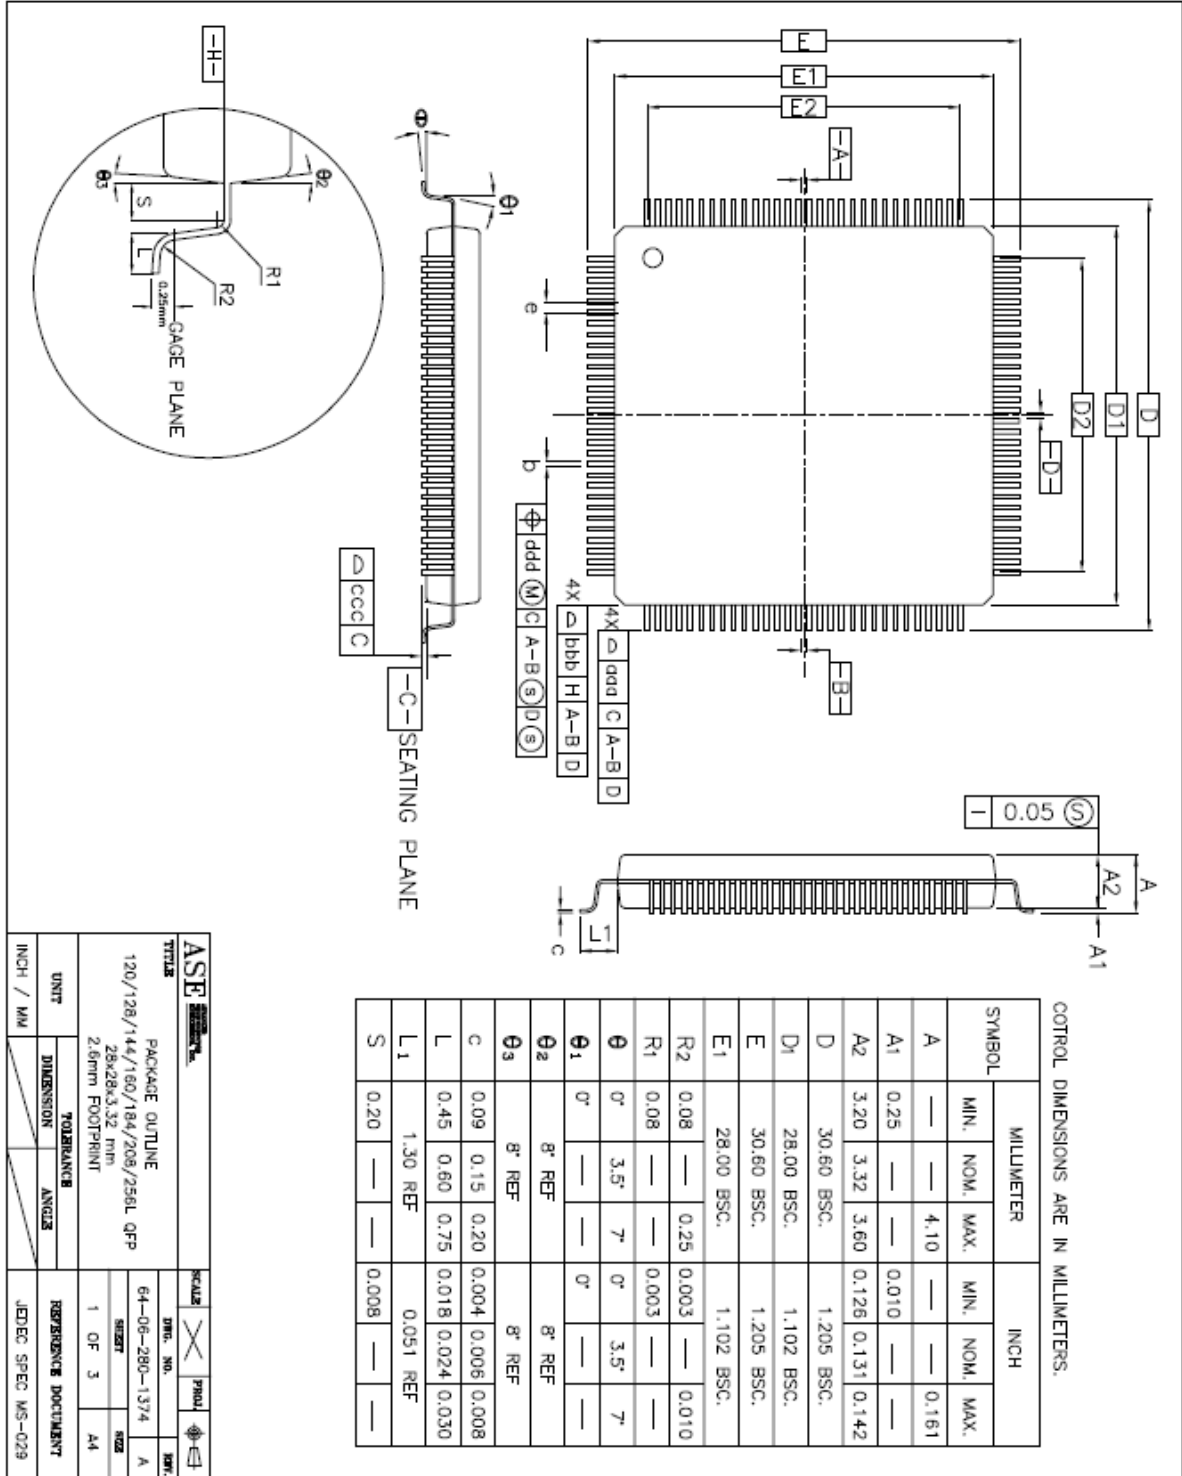 COTROL DIMENSIONS ARE IN MILLIMETERS.
SYMBOL MILLIMETER INCH
MIN. NOM. MAX. MIN. NOM. MAX.
A — — 4.10 — — 0.161
A1 0.25 — — 0.010 — —
A2 3.20 3.32 3.60 0.126 0.131 0.142
D 30.60 BSC. 1.205 BSC.
D1 28.00 BSC. 1.102 BSC.
E 30.60 BSC. 1.205 BSC.
E1 28.00 BSC. 1.102 BSC.
R2 0.08 — 0.25 0.003 — 0.010
R1 0.08 — — 0.003 — —
θ 0° 3.5° 7° 0° 3.5° 7°
θ1 0° — — 0° — —
θ2 8° REF 8° REF
θ3 8° REF 8° REF
c 0.09 0.15 0.20 0.004 0.006 0.008
L 0.45 0.60 0.75 0.018 0.024 0.030
L1 1.30 REF 0.051 REF
S 0.20 — — 0.008 — —
D
D1
D2
E
E1
E2
-A-
-B-
-D-
e
b
4X aaa C A-B D
4X bbb H A-B D
ddd M C A-B S D S
ccc C
-C- SEATING PLANE
θ
θ1
A
A2
A1
0.05 S
L1
c
-H-
θ2
θ3
S
L
R1
R2
0.25mm
GAGE PLANE
ASE
TITLE
PACKAGE OUTLINE
120/128/144/160/184/208/256L QFP
28x28x3.32 mm
2.6mm FOOTPRINT
SCALE
PROJ.
DWG. NO.
REV.
64-06-280-1374
A
SHEET
SIZE
1 OF 3
A4
UNIT
TOLERANCE
DIMENSION
ANGLE
REFERENCE DOCUMENT
INCH / MM
JEDEC SPEC MS-029